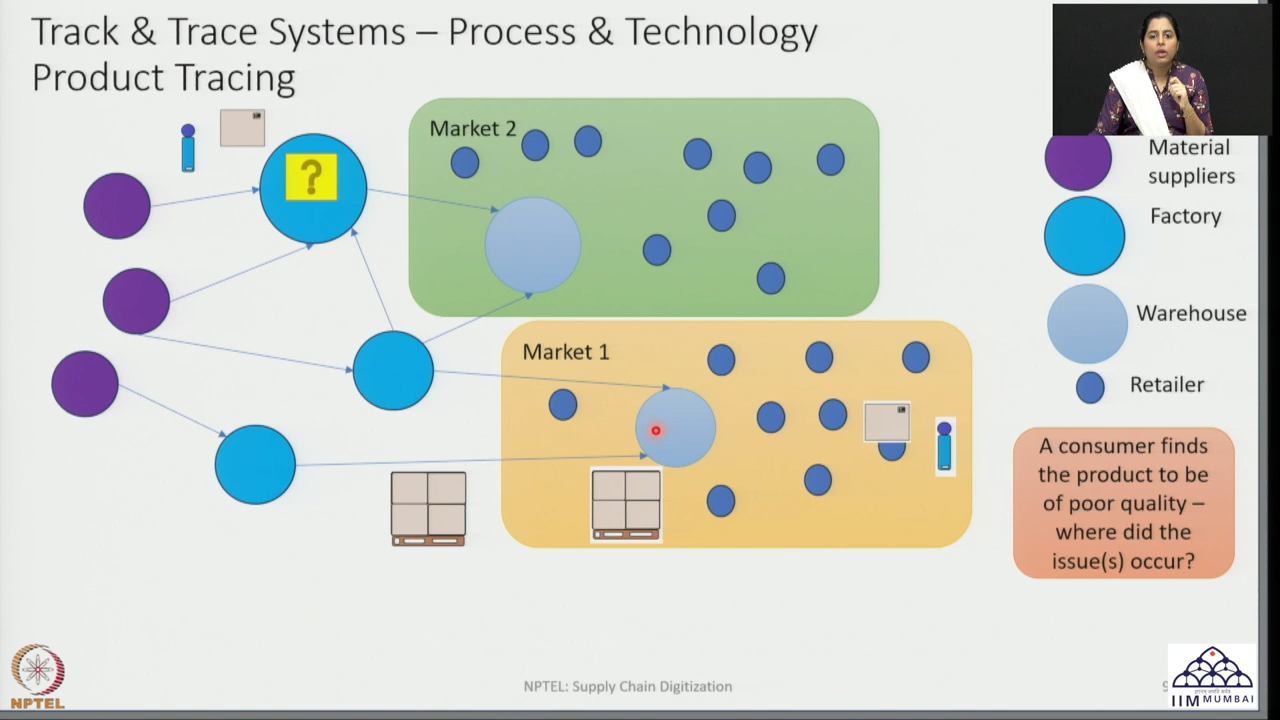 Track & Trace Systems – Process & Technology
Product Tracing
?
Market 2
Market 1
Material
suppliers
Factory
Warehouse
Retailer
A consumer finds
the product to be
of poor quality –
where did the
issue(s) occur?
NPTEL
NPTEL: Supply Chain Digitization
IIM MUMBAI